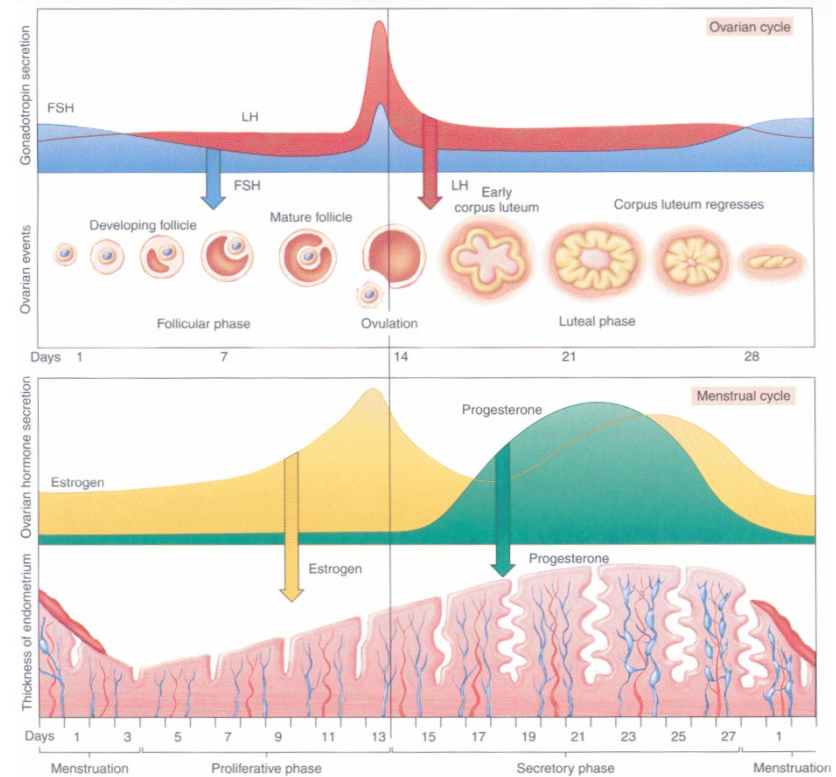 Ovarian cycle
Gonadotropin secretion
FSH
LH
FSH
LH
Early
corpus luteum
Corpus luteum regresses
Developing follicle
Mature follicle
Ovarian events
Follicular phase
Ovulation
Luteal phase
Days 1 7 14 21 28
Menstrual cycle
Ovarian hormone secretion
Progesterone
Estrogen
Estrogen
Progesterone
Thickness of endometrium
Days 1 3 5 7 9 11 13 15 17 19 21 23 25 27 1
Menstruation Proliferative phase Secretory phase Menstruation